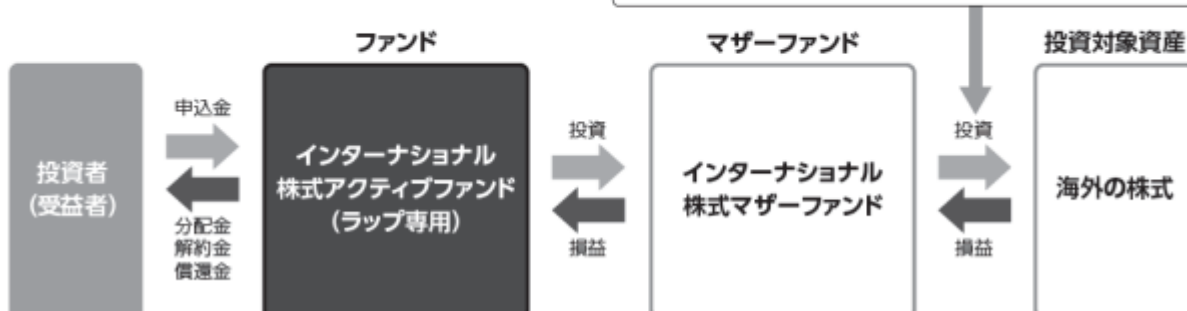 ファンド
マザーファンド
投資対象資産
投資者
(受益者)
申込金
分配金
解約金
償還金
インターナショナル
株式アクティブファンド
(ラップ専用)
投資
損益
インターナショナル
株式マザーファンド
投資
損益
海外の株式